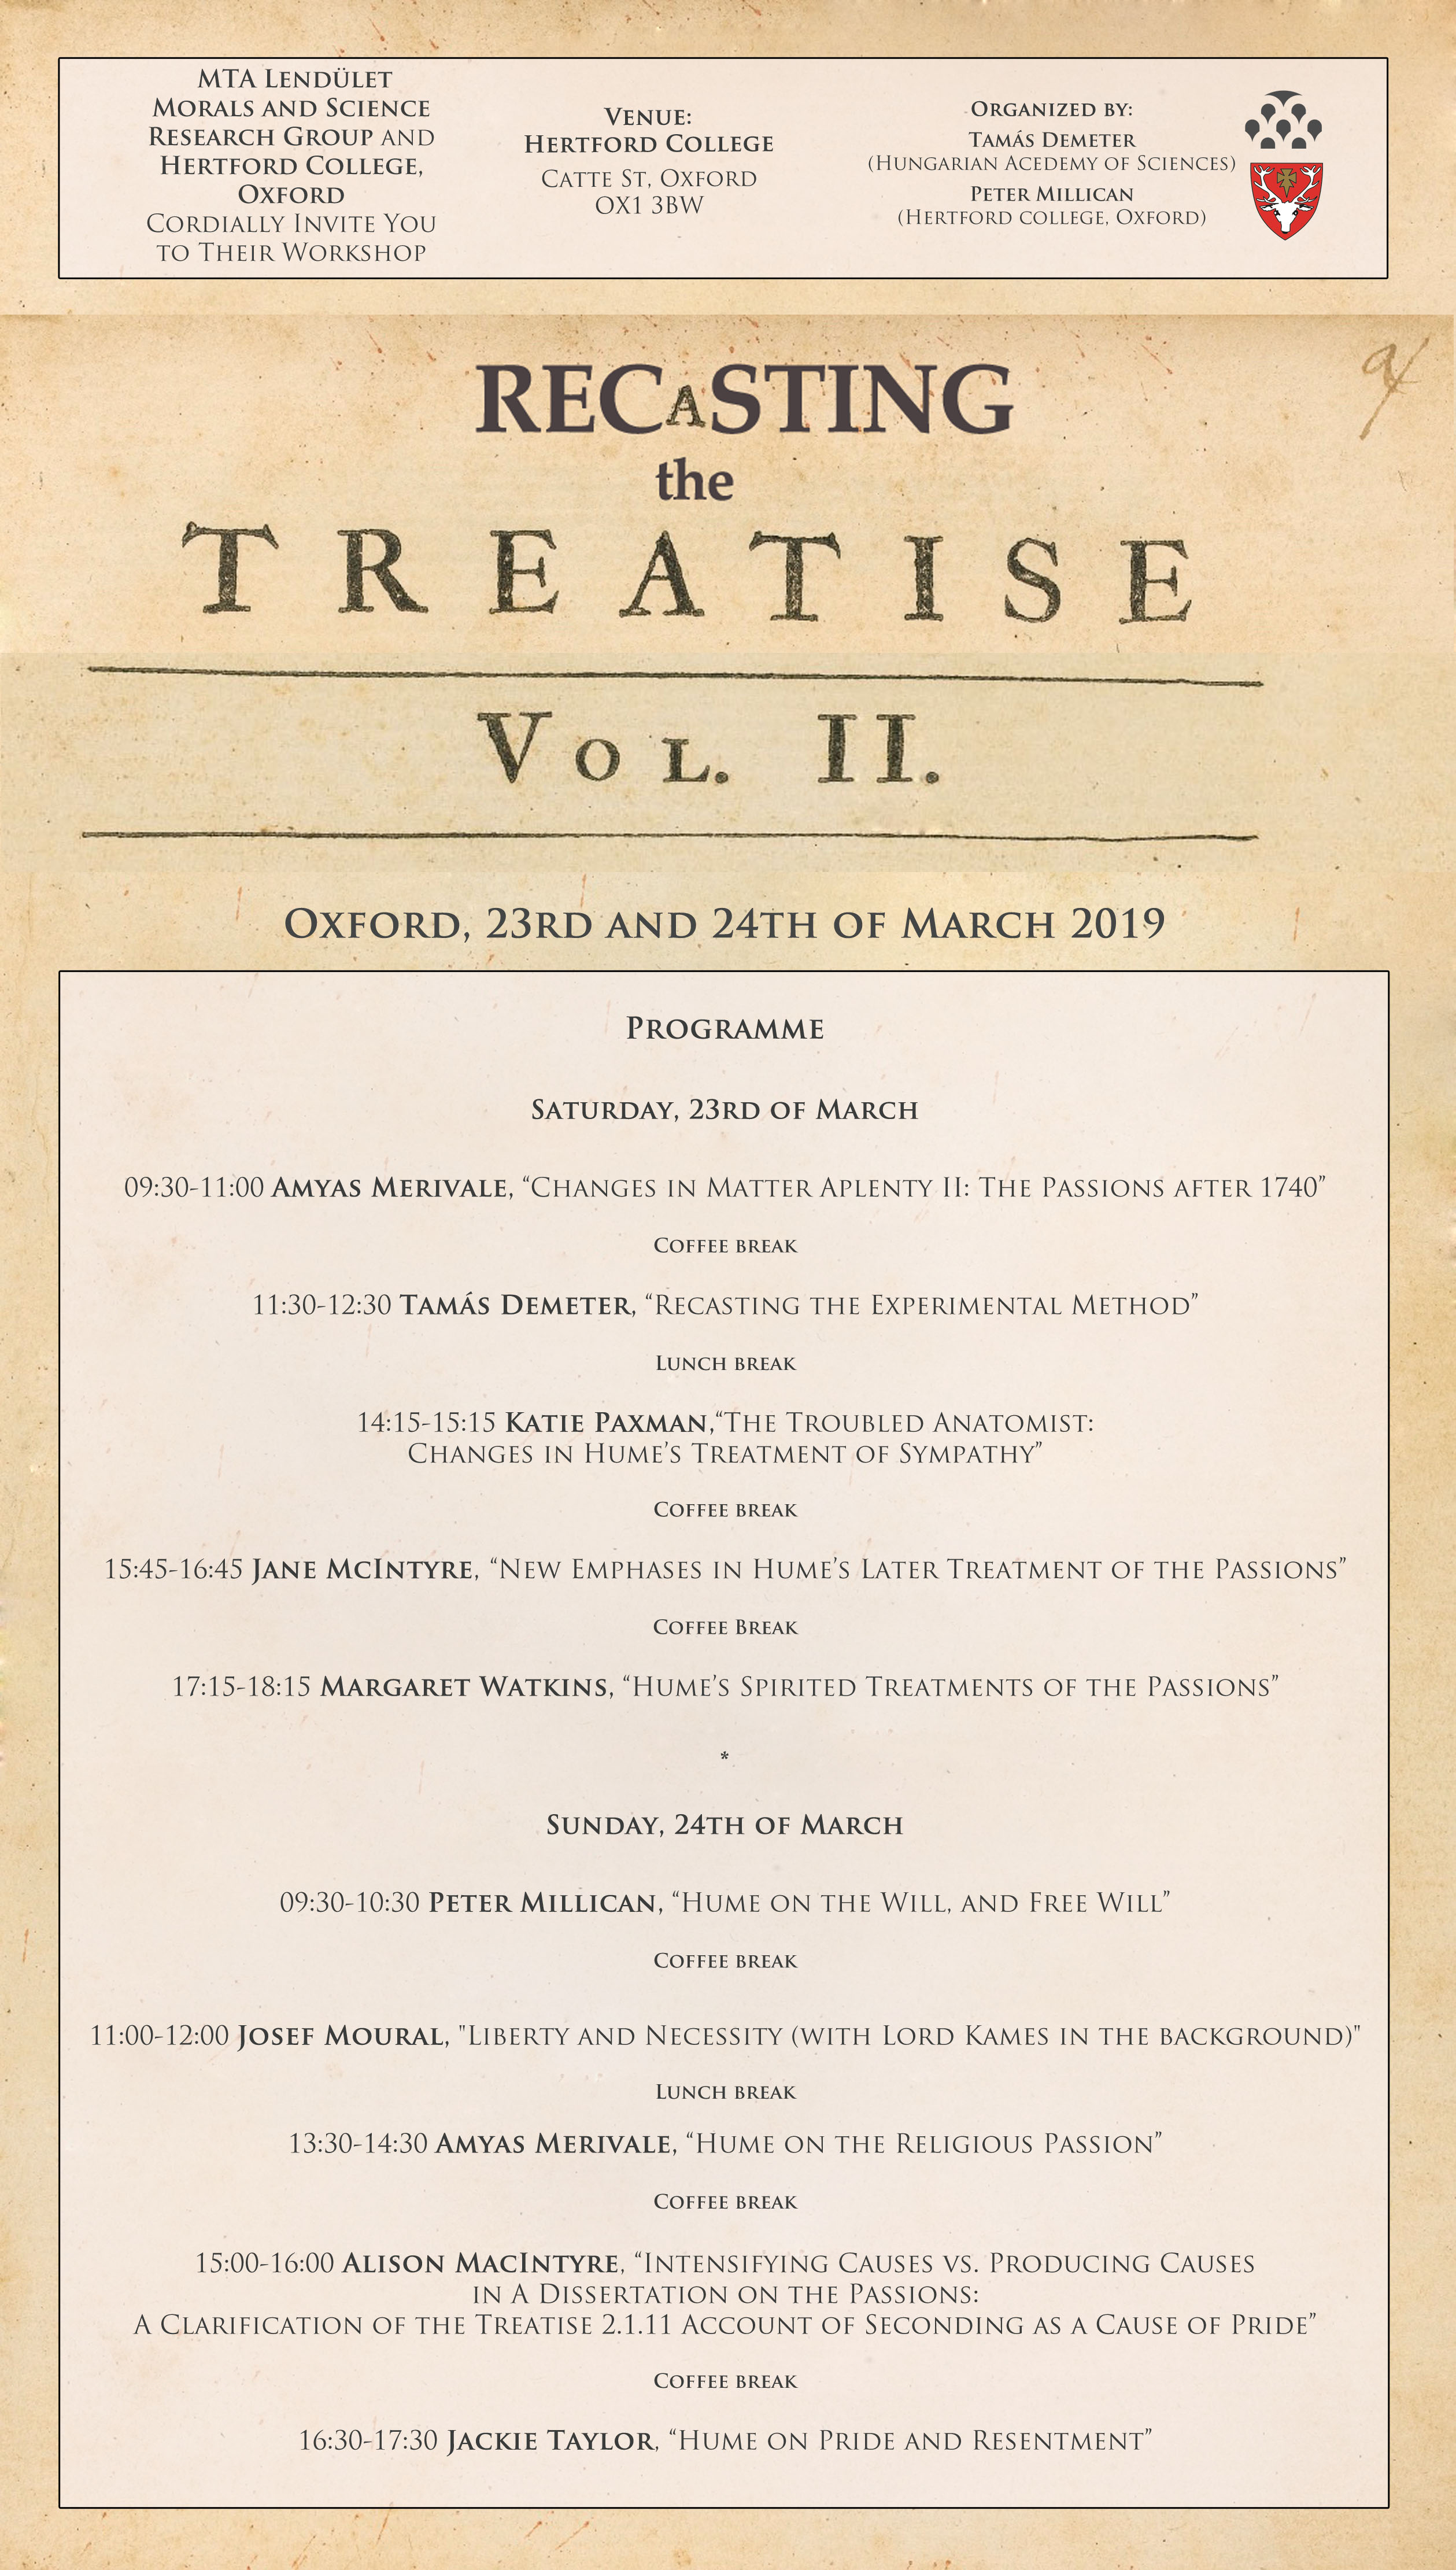 MTA Lendület
Morals and Science
Research Group and
Hertford College,
Oxford
Cordially Invite You
to Their Workshop
Venue:
Hertford College
Catte St, Oxford
OX1 3BW
Organized by:
Tamás Demeter
(Hungarian Acedemy of Sciences)
Peter Millican
(Hertford college, Oxford)
RECASTING
the
TREATISE
Vol. II.
Oxford, 23rd and 24th of March 2019
Programme
Saturday, 23rd of March
09:30-11:00 Amyas Merivale, “Changes in Matter Aplenty II: The Passions after 1740”
Coffee break
11:30-12:30 Tamás Demeter, “Recasting the Experimental Method”
Lunch break
14:15-15:15 Katie Paxman,“The Troubled Anatomist:
Changes in Hume’s Treatment of Sympathy”
Coffee break
15:45-16:45 Jane McIntyre, “New Emphases in Hume’s Later Treatment of the Passions”
Coffee Break
17:15-18:15 Margaret Watkins, “Hume’s Spirited Treatments of the Passions”
*
Sunday, 24th of March
09:30-10:30 Peter Millican, “Hume on the Will, and Free Will”
Coffee break
11:00-12:00 Josef Moural, "Liberty and Necessity (with Lord Kames in the background)"
Lunch break
13:30-14:30 Amyas Merivale, “Hume on the Religious Passion”
Coffee break
15:00-16:00 Alison MacIntyre, “Intensifying Causes vs. Producing Causes
in A Dissertation on the Passions:
A Clarification of the Treatise 2.1.11 Account of Seconding as a Cause of Pride”
Coffee break
16:30-17:30 Jackie Taylor, “Hume on Pride and Resentment”